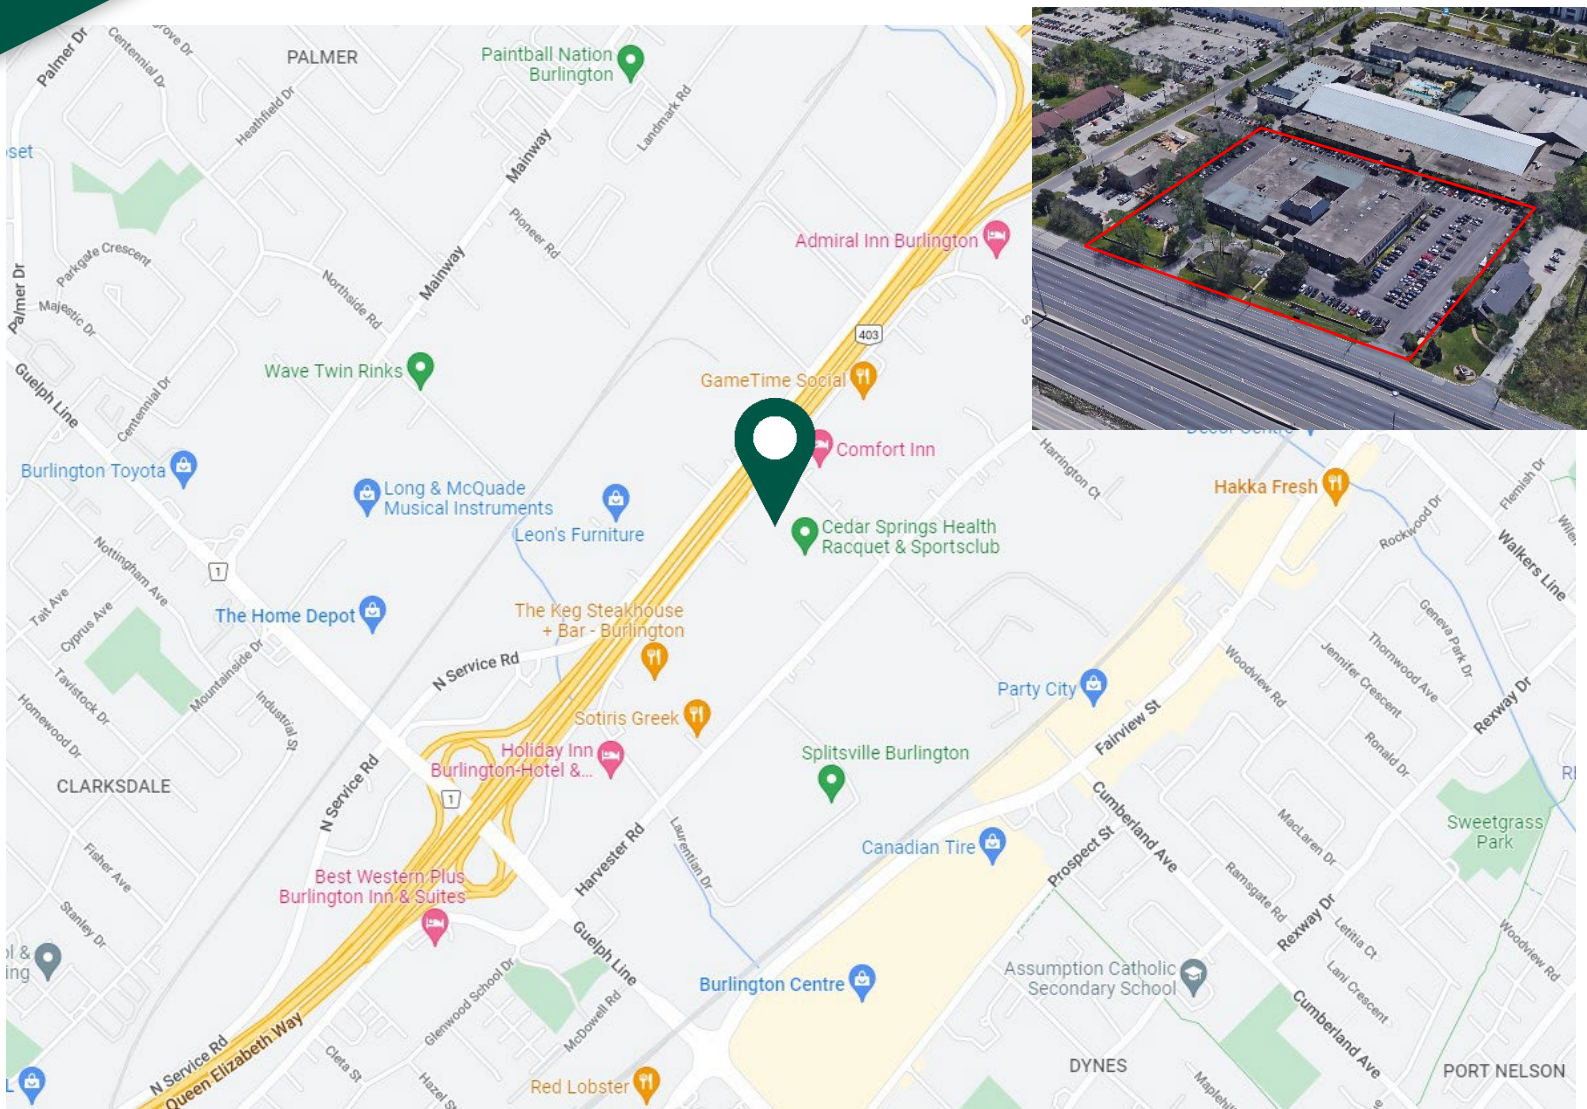 Palmer Dr
Centennial Dr
PALMER
Heathfield Dr
Paintball Nation
Burlington
Landmark Rd
Mainway
Pioneer Rd
Parkgate Crescent
Majestic Dr
Palmer Dr
Northside Rd
Mainway
Admiral Inn Burlington
403
Wave Twin Rinks
GameTime Social
Guelph Line
Centennial Dr
Comfort Inn
Harrington Ct
Burlington Toyota
Long & McQuade
Musical Instruments
Leon's Furniture
Cedar Springs Health
Racquet & Sportsclub
Hakka Fresh
Flemish Dr
Rockwood Dr
Walkers Line
Nottingham Ave
1
Tait Ave
Cyprus Ave
The Home Depot
The Keg Steakhouse
+ Bar - Burlington
N Service Rd
Mountainside Dr
Tavistock Dr
Homewood Dr
Industrial St
Geneva Park Dr
Thornwood Ave
Jennifer Crescent
Woodview Rd
Rexway Dr
Party City
Fairview St
Ronald Dr
Sotiris Greek
Holiday Inn
Burlington-Hotel &...
Splitsville Burlington
CLARKSDALE
N Service Rd
1
Cumberland Ave
MacLaren Dr
Sweetgrass
Park
Laurentian Dr
Harvester Rd
Canadian Tire
Prospect St
Fisher Ave
Best Western Plus
Burlington Inn & Suites
Ramsgate Rd
Rexway Dr
Letitia Ct
Stanley Dr
Guelph Line
Woodview Rd
Lani Crescent
Glenwood School Dr
McDowell Rd
Burlington Centre
Assumption Catholic
Secondary School
Cumberland Ave
N Service Rd
Queen Elizabeth Way
Cleta St
Hazel St
Red Lobster
DYNES
PORT NELSON